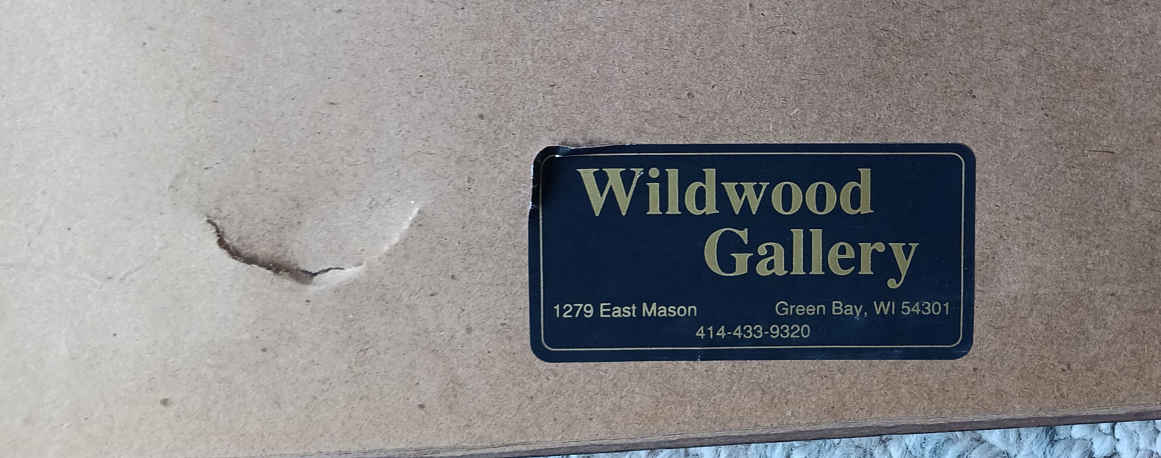 Wildwood
Gallery
1279 East Mason Green Bay, WI 54301
414-433-9320